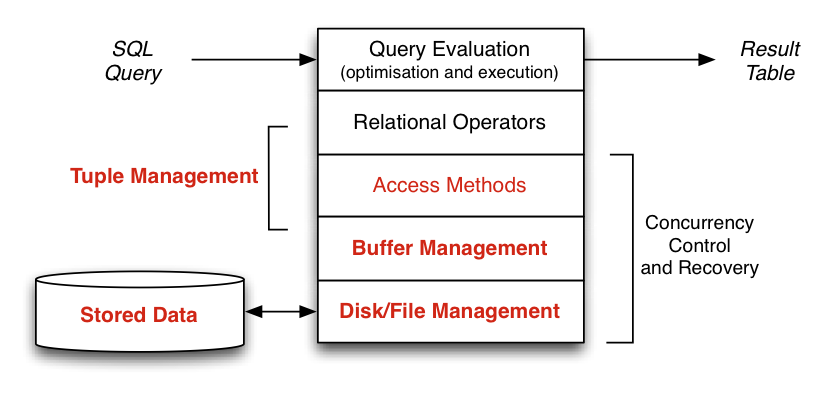 SQL
Query
Query Evaluation
(optimisation and execution)
Result
Table
Relational Operators
Tuple Management
Access Methods
Buffer Management
Concurrency
Control
and Recovery
Stored Data
Disk/File Management